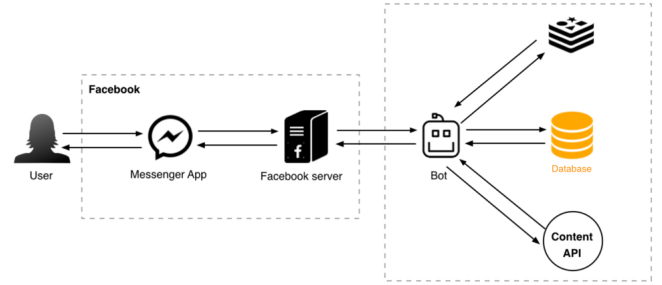 Facebook
User
Messenger App
f
Facebook server
Bot
Database
Content
API